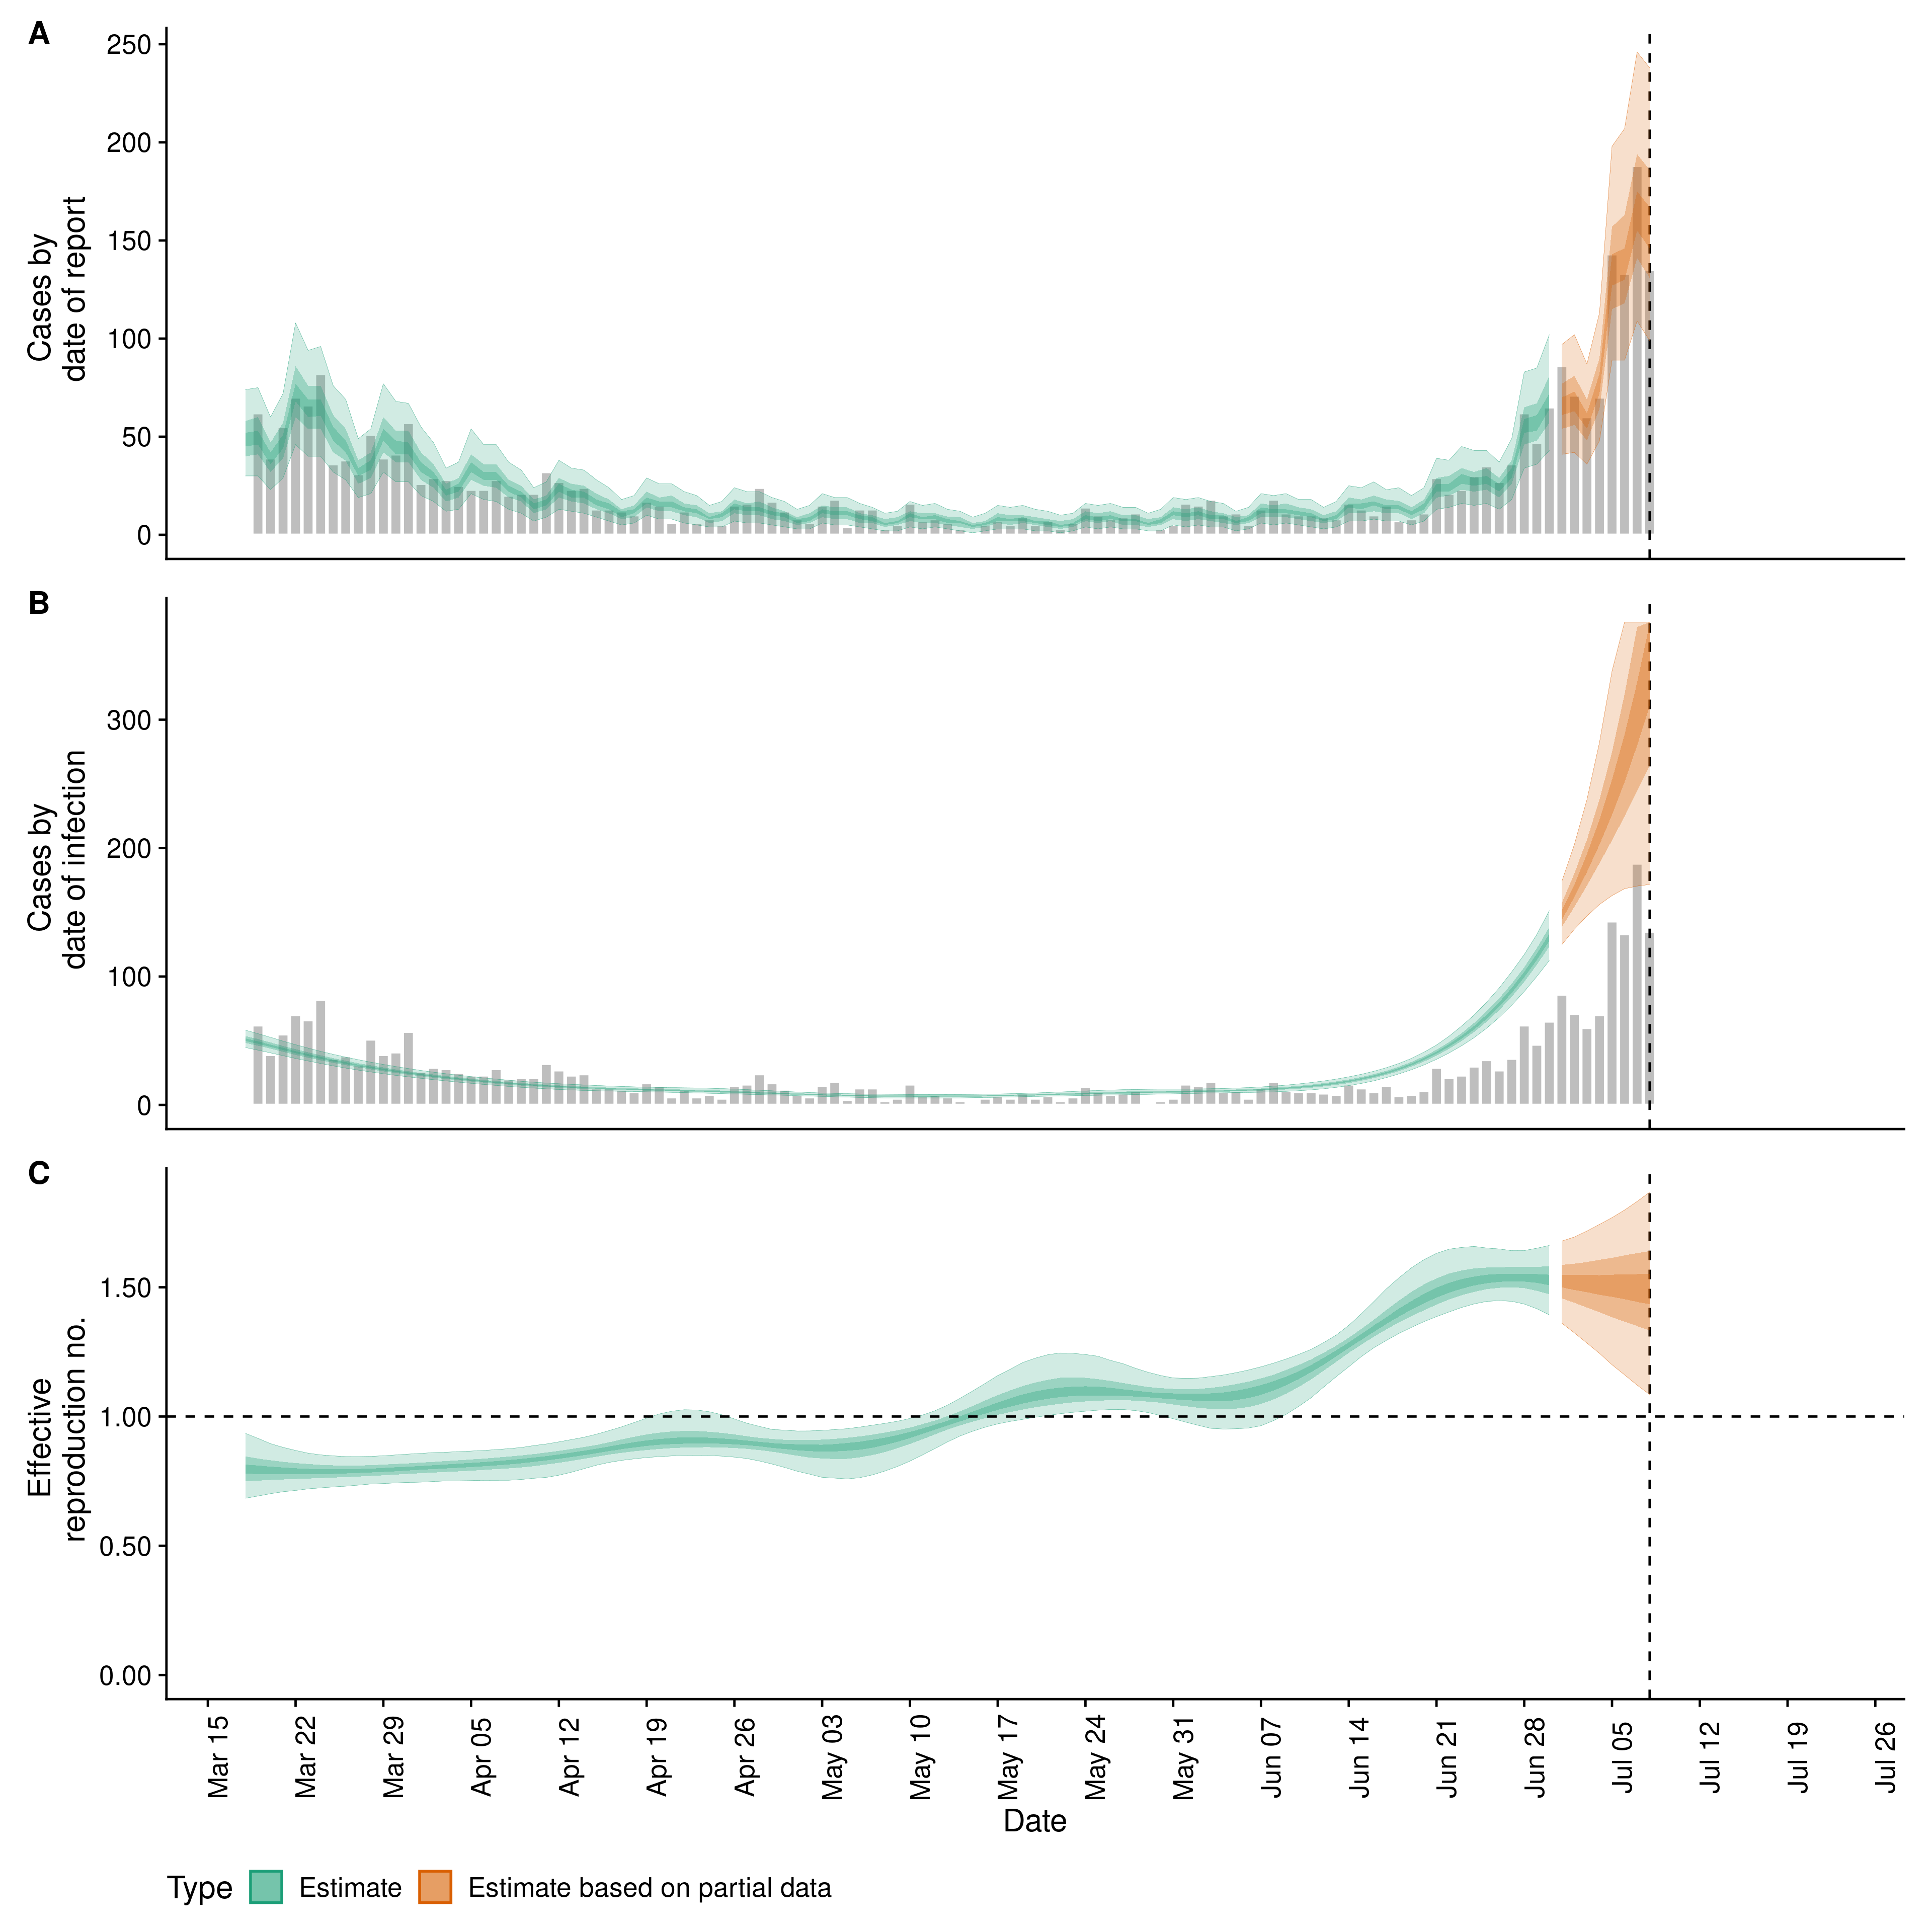 A
Cases by
date of report
250
200
150
100
50
0
B
Cases by
date of infection
300
200
100
0
C
Effective
reproduction no.
1.50
1.00
0.50
0.00
Mar 15
Mar 22
Mar 29
Apr 05
Apr 12
Apr 19
Apr 26
May 03
May 10
May 17
May 24
May 31
Jun 07
Jun 14
Jun 21
Jun 28
Jul 05
Jul 12
Jul 19
Jul 26
Date
Type Estimate Estimate based on partial data